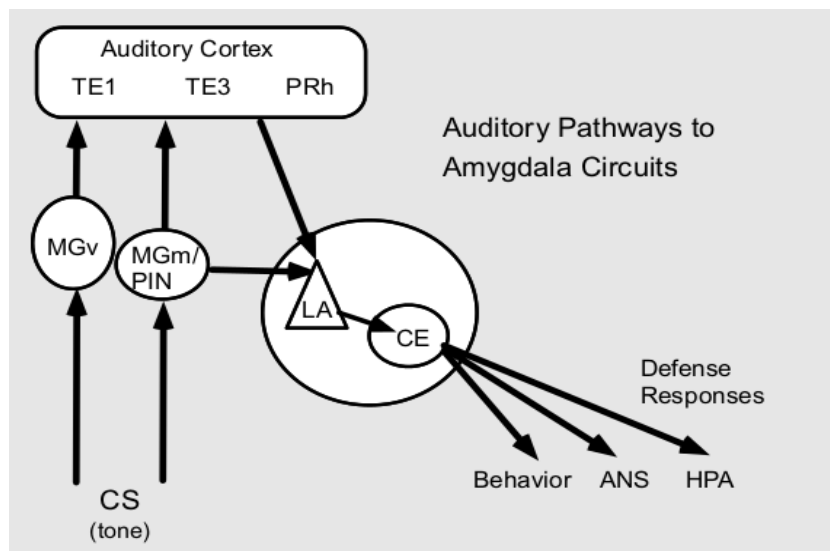 Auditory Cortex
TE1 TE3 PRh
Auditory Pathways to
Amygdala Circuits
MGv
MGm/
PIN
LA
CE
Defense
Responses
Behavior ANS HPA
CS
(tone)